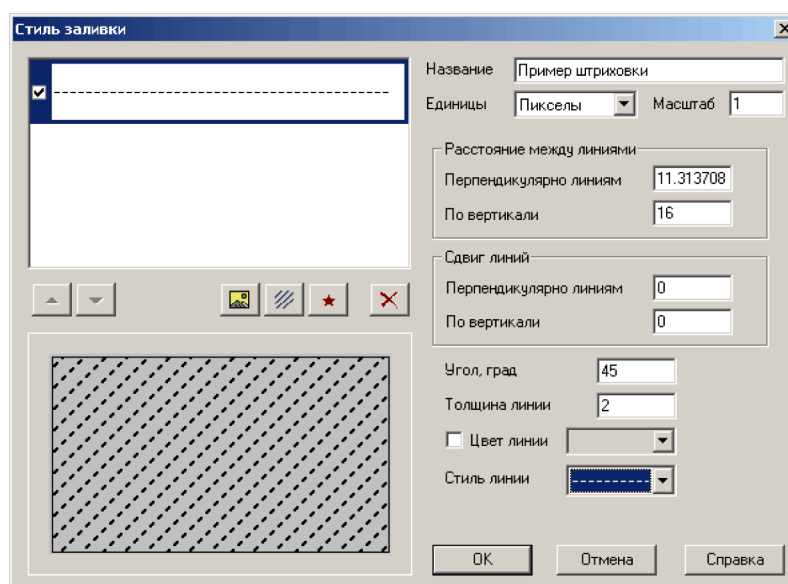 Стиль заливки
Название Пример штриховки
Единицы Пикселы Масштаб 1
Расстояние между линиями
Перпендикулярно линиям 11.313708
По вертикали 16
Сдвиг линий
Перпендикулярно линиям 0
По вертикали 0
Угол, град 45
Толщина линии 2
Цвет линии
Стиль линии
OK Отмена Справка